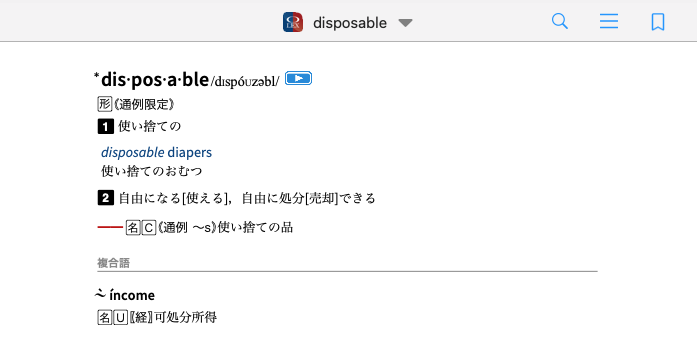 disposable
*dis·pos·a·ble/dɪspóuzəbl/
形《通例限定》
1 使い捨ての
disposable diapers
使い捨てのおむつ
2 自由になる[使える], 自由に処分[売却]できる
── 名 C《通例 ~s》使い捨ての品
複合語
~ íncome
名 U〖経〗可処分所得